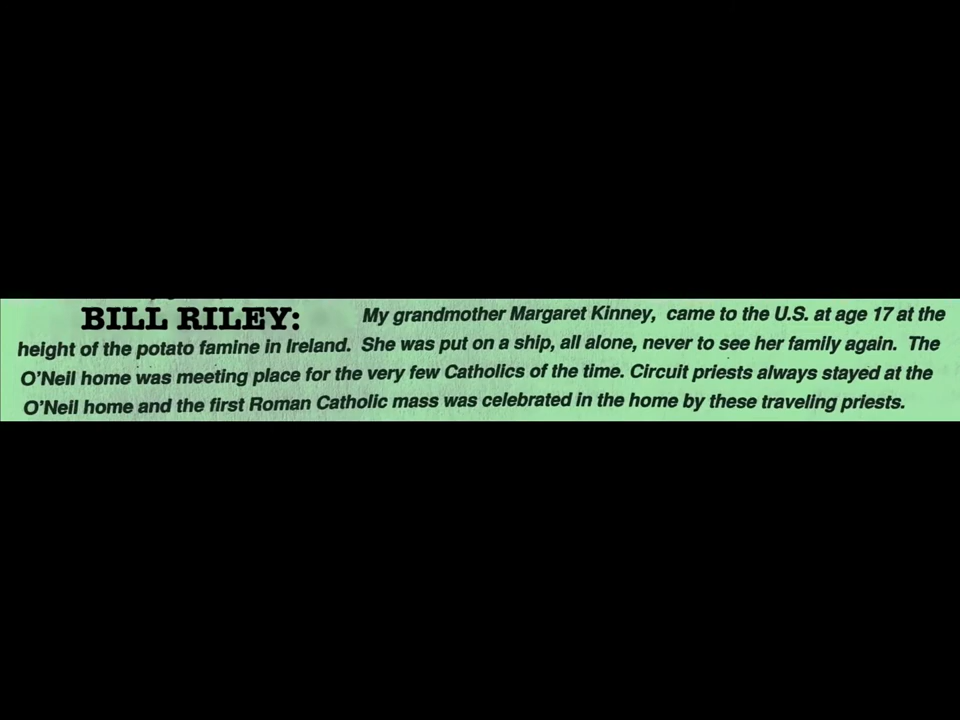 BILL RILEY: My grandmother Margaret Kinney, came to the U.S. at age 17 at the
height of the potato famine in Ireland. She was put on a ship, all alone, never to see her family again. The
O'Neil home was meeting place for the very few Catholics of the time. Circuit priests always stayed at the
O'Neil home and the first Roman Catholic mass was celebrated in the home by these traveling priests.